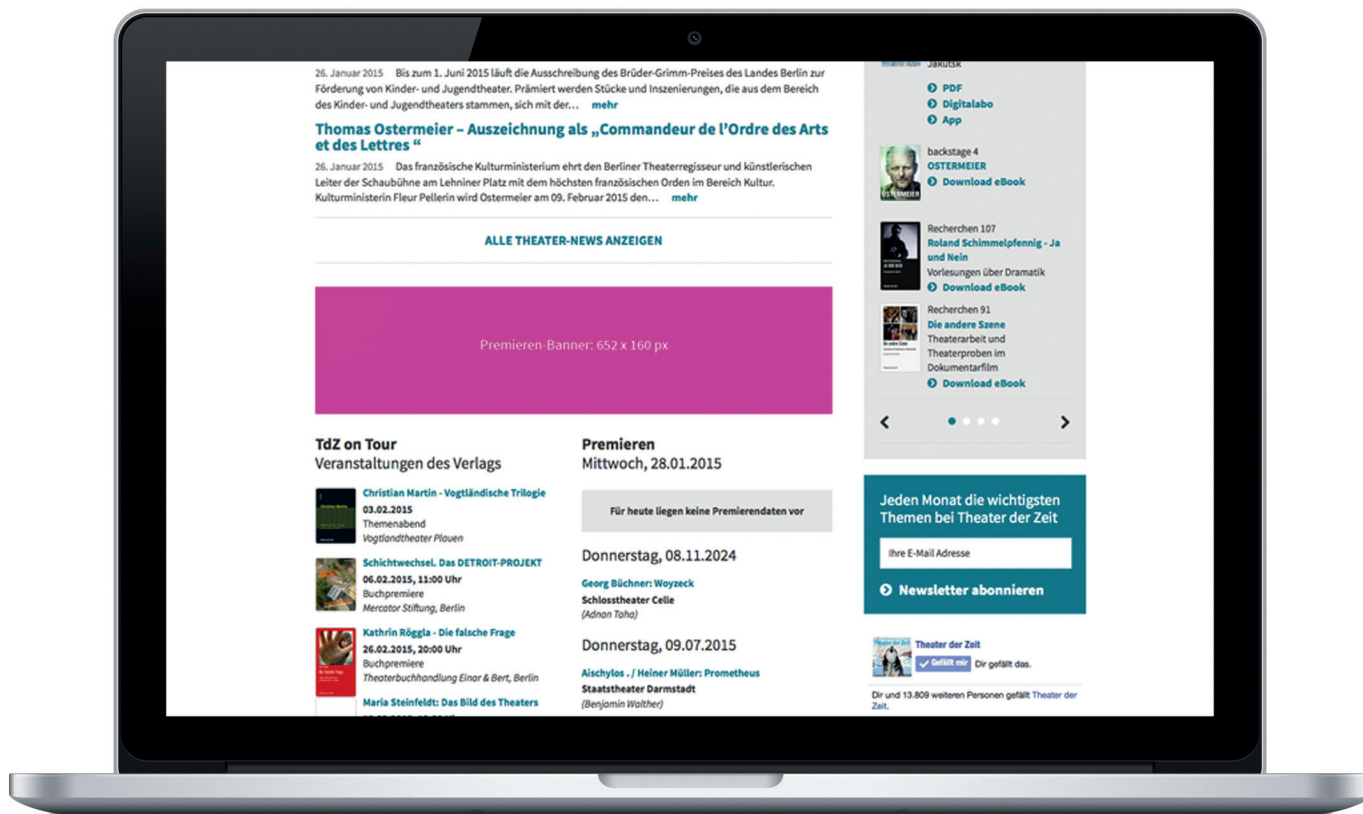 26. Januar 2015 Bis zum 1. Juni 2015 läuft die Ausschreibung des Brüder-Grimm-Preises des Landes Berlin zur
Förderung von Kinder- und Jugendtheater. Prämiert werden Stücke und Inszenierungen, die aus dem Bereich
des Kinder- und Jugendtheaters stammen, sich mit der... mehr
Thomas Ostermeier – Auszeichnung als „Commandeur de l'Ordre des Arts
et des Lettres “
26. Januar 2015 Das französische Kulturministerium ehrt den Berliner Theaterregisseur und künstlerischen
Leiter der Schaubühne am Lehniner Platz mit dem höchsten französischen Orden im Bereich Kultur.
Kulturministerin Fleur Pellerin wird Ostermeier am 09. Februar 2015 den... mehr
ALLE THEATER-NEWS ANZEIGEN
Premieren-Banner: 652 x 160 px
TdZ on Tour
Veranstaltungen des Verlags
Christian Martin - Vogtländische Trilogie
03.02.2015
Themenabend
Vogtlandtheater Plauen
Schichtwechsel. Das DETROIT-PROJEKT
06.02.2015, 11:00 Uhr
Buchpremiere
Mercator Stiftung, Berlin
Kathrin Röggla - Die falsche Frage
26.02.2015, 20:00 Uhr
Buchpremiere
Theaterbuchhandlung Einar & Bert, Berlin
Maria Steinfeldt: Das Bild des Theaters
Premieren
Mittwoch, 28.01.2015
Für heute liegen keine Premierendaten vor
Donnerstag, 08.11.2024
Georg Büchner: Woyzeck
Schlosstheater Celle
(Adnan Taha)
Donnerstag, 09.07.2015
Aischylos . / Heiner Müller: Prometheus
Staatstheater Darmstadt
(Benjamin Walther)
Jakutsk
PDF
Digitalabo
App
backstage 4
OSTERMEIER
Download eBook
OSTERMEIER
Recherchen 107
Roland Schimmelpfennig - Ja
und Nein
Vorlesungen über Dramatik
Download eBook
Recherchen 91
Die andere Szene
Theaterarbeit und
Theaterproben im
Dokumentarfilm
Download eBook
Jeden Monat die wichtigsten
Themen bei Theater der Zeit
Ihre E-Mail Adresse
Newsletter abonnieren
Theater der Zeit
Gefällt mir Dir gefällt das.
Dir und 13.809 weiteren Personen gefällt Theater der
Zeit.